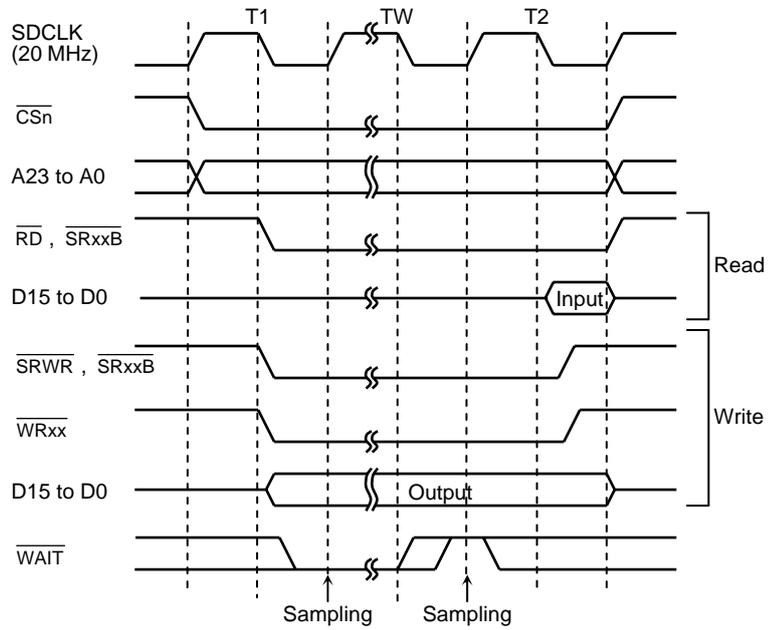 T1 TW T2
SDCLK
(20 MHz)
CSn
A23 to A0
RD , SRxxB
Read
D15 to D0
Input
SRWR , SRxxB
Write
WRxx
D15 to D0
Output
WAIT
Sampling Sampling